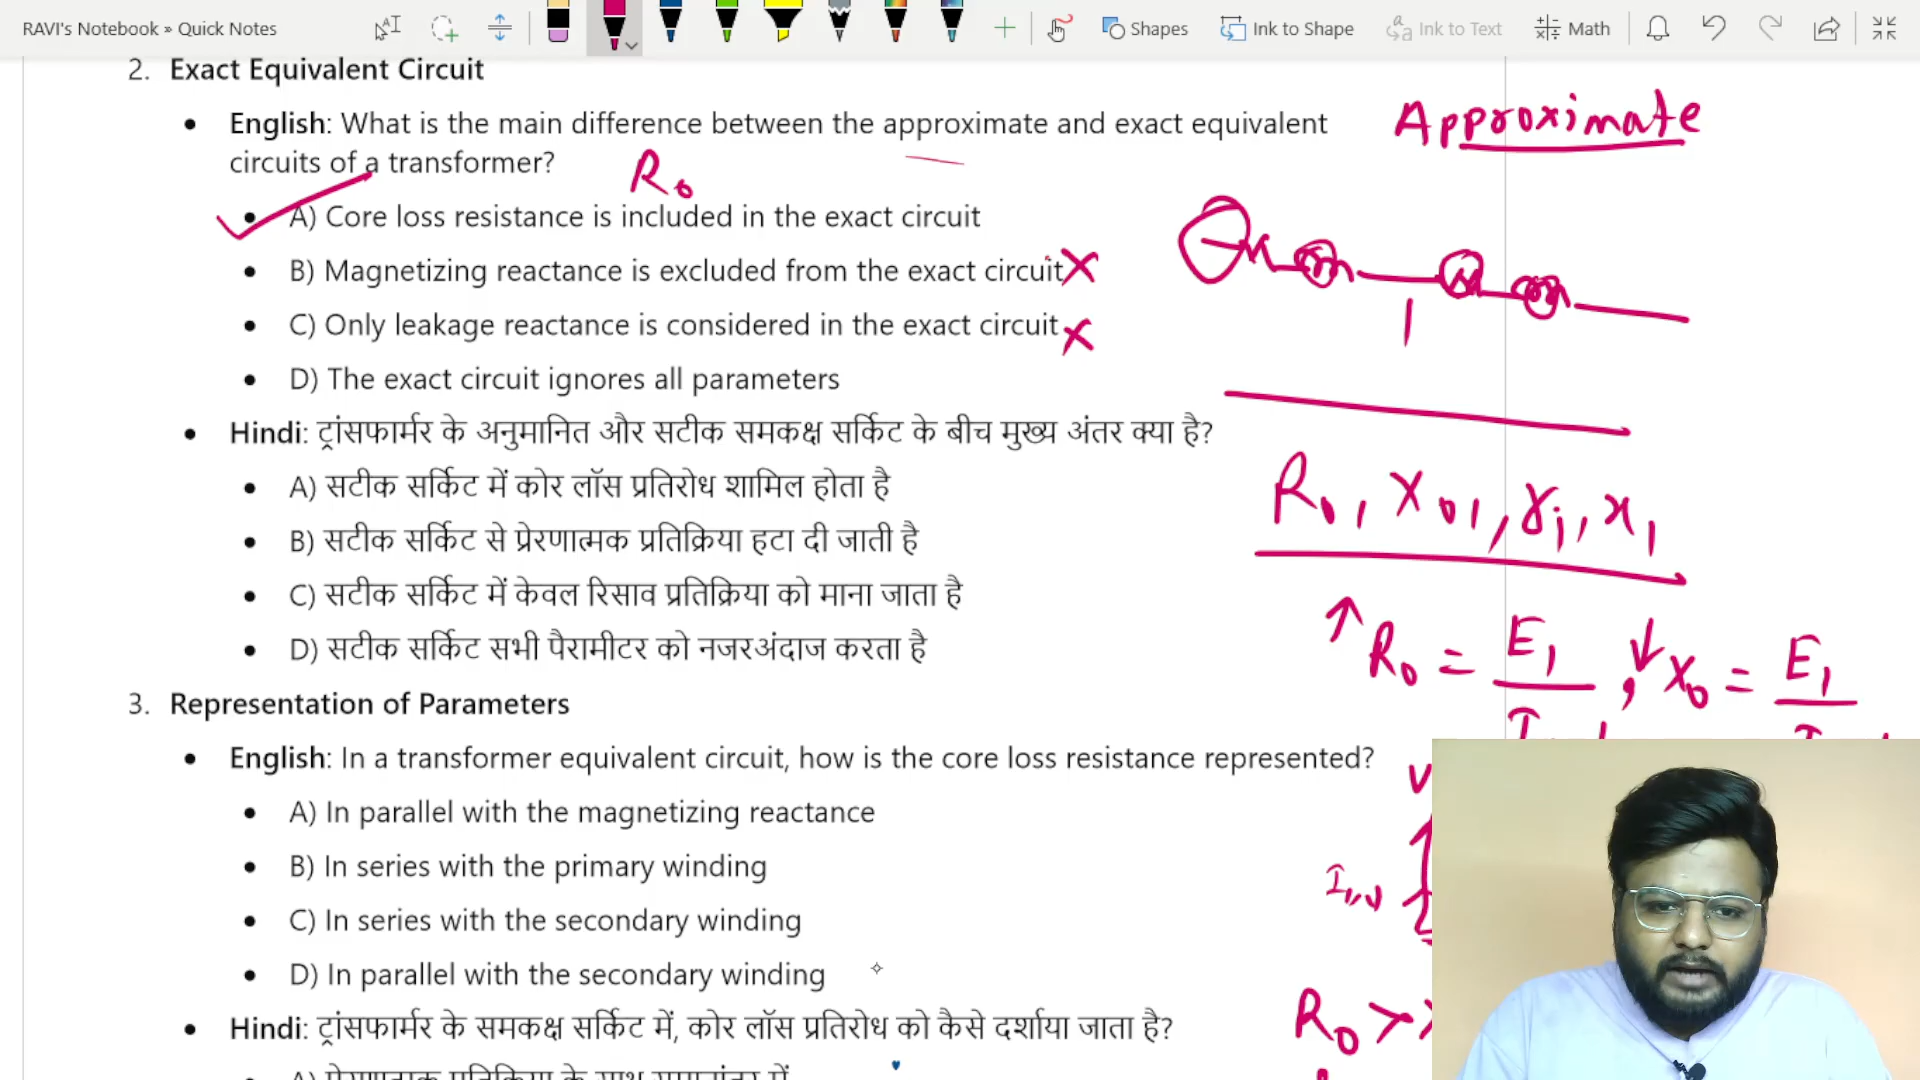 RAVI's Notebook » Quick Notes
Shapes
Ink to Shape
Ink to Text
Math
2. Exact Equivalent Circuit
• English: What is the main difference between the approximate and exact equivalent
circuits of a transformer?
R₀
• A) Core loss resistance is included in the exact circuit
• B) Magnetizing reactance is excluded from the exact circuit
• C) Only leakage reactance is considered in the exact circuit
• D) The exact circuit ignores all parameters
• Hindi: ट्रांसफार्मर के अनुमानित और सटीक समकक्ष सर्किट के बीच मुख्य अंतर क्या है?
• A) सटीक सर्किट में कोर लॉस प्रतिरोध शामिल होता है
• B) सटीक सर्किट से प्रेरणात्मक प्रतिक्रिया हटा दी जाती है
• C) सटीक सर्किट में केवल रिसाव प्रतिक्रिया को माना जाता है
• D) सटीक सर्किट सभी पैरामीटर को नजरअंदाज करता है
3. Representation of Parameters
• English: In a transformer equivalent circuit, how is the core loss resistance represented?
• A) In parallel with the magnetizing reactance
• B) In series with the primary winding
• C) In series with the secondary winding
• D) In parallel with the secondary winding
• Hindi: ट्रांसफार्मर के समकक्ष सर्किट में, कोर लॉस प्रतिरोध को कैसे दर्शाया जाता है?
Approximate
R₀, X₀₁, r₁, x₁
↑ R₀ = E₁, ↓ X₀ = E₁
V
R₀ >